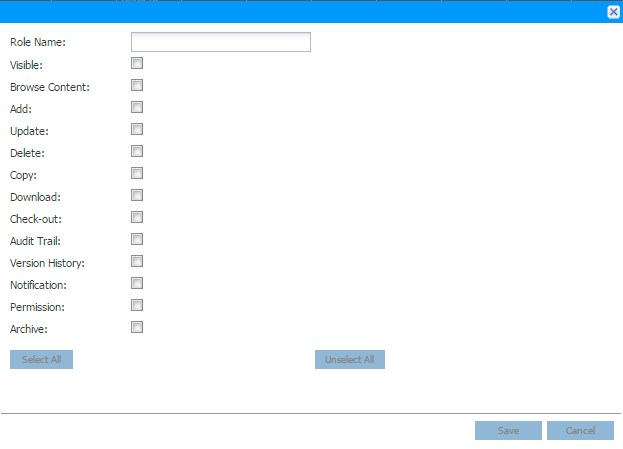 Role Name:
Visible:
Browse Content:
Add:
Update:
Delete:
Copy:
Download:
Check-out:
Audit Trail:
Version History:
Notification:
Permission:
Archive:
Select All Unselect All
Save Cancel